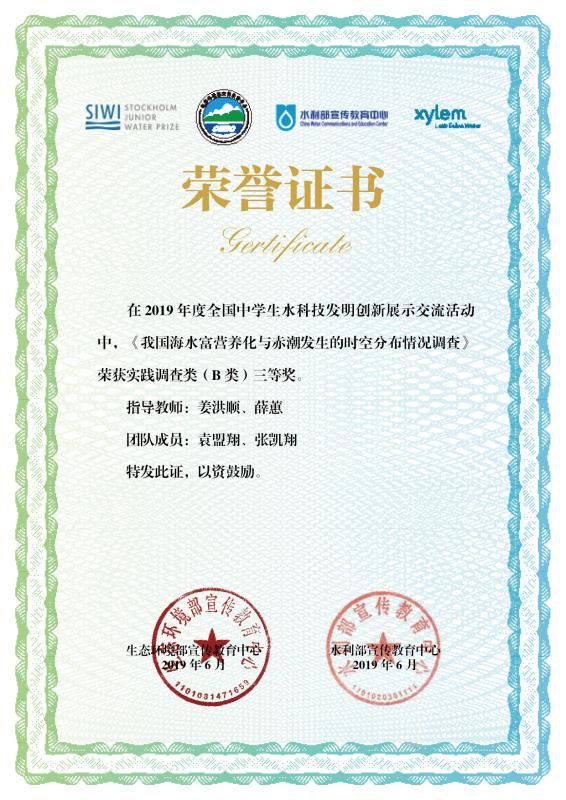 SIWI STOCKHOLM
JUNIOR
WATER PRIZE
水利部宣传教育中心
China Water Communications and Education Center
xylem
Let's Solve Water
荣誉证书
Certificate
在 2019 年度全国中学生水科技发明创新展示交流活动
中，《我国海水富营养化与赤潮发生的时空分布情况调查》
荣获实践调查类（B 类）三等奖。
指导教师：姜洪顺、薛蕙
团队成员：袁盟翔、张凯翔
特发此证，以资鼓励。
生态环境部宣传教育中心
2019 年 6 月
生态环境部宣传教育中心
1101031471659
水利部宣传教育中心
2019 年 6 月
水利部宣传教育中心